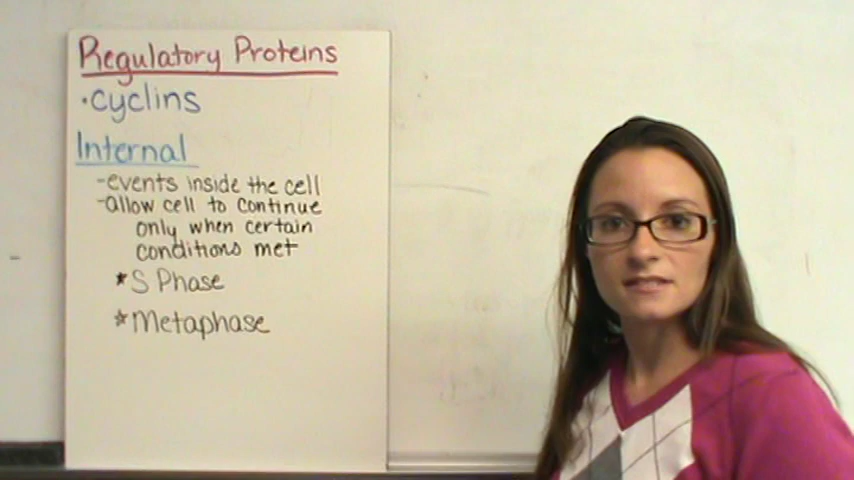 Regulatory Proteins
•cyclins
Internal
-events inside the cell
-allow cell to continue
only when certain
conditions met
*S Phase
*Metaphase